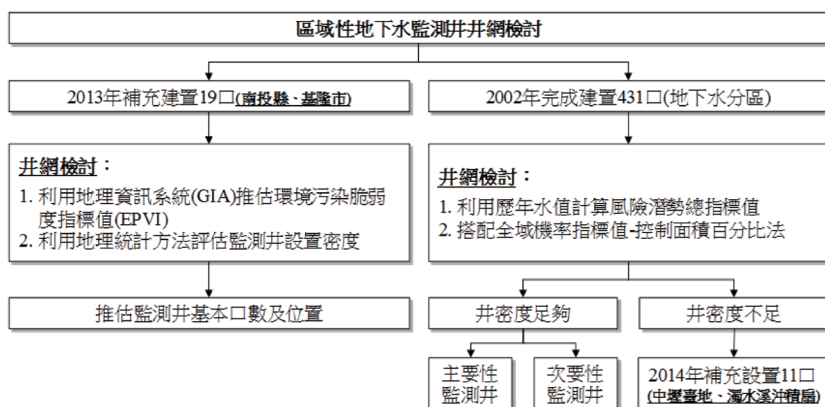 區域性地下水監測井井網檢討
2013年補充建置19口(南投縣、基隆市)
2002年完成建置431口(地下水分區)
井網檢討：
1. 利用地理資訊系統(GIA)推估環境污染脆弱
度指標值(EPVI)
2. 利用地理統計方法評估監測井設置密度
井網檢討：
1. 利用歷年水值計算風險潛勢總指標值
2. 搭配全域機率指標值-控制面積百分比法
推估監測井基本口數及位置
井密度足夠
井密度不足
主要性
監測井
次要性
監測井
2014年補充設置11口
(中壢臺地、濁水溪沖積扇)